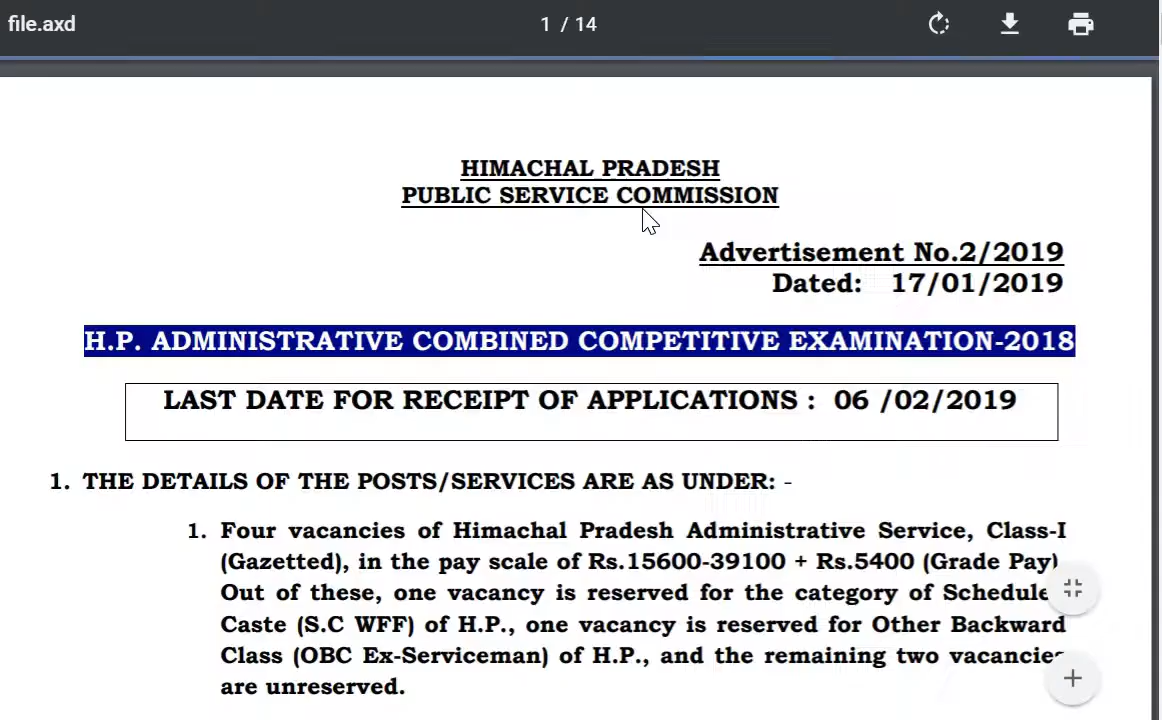 file.axd
1 / 14
HIMACHAL PRADESH
PUBLIC SERVICE COMMISSION
Advertisement No.2/2019
Dated: 17/01/2019
H.P. ADMINISTRATIVE COMBINED COMPETITIVE EXAMINATION-2018
LAST DATE FOR RECEIPT OF APPLICATIONS : 06 /02/2019
1. THE DETAILS OF THE POSTS/SERVICES ARE AS UNDER: -
1. Four vacancies of Himachal Pradesh Administrative Service, Class-I
(Gazetted), in the pay scale of Rs.15600-39100 + Rs.5400 (Grade Pay)
Out of these, one vacancy is reserved for the category of Schedule
Caste (S.C WFF) of H.P., one vacancy is reserved for Other Backward
Class (OBC Ex-Serviceman) of H.P., and the remaining two vacancies
are unreserved.